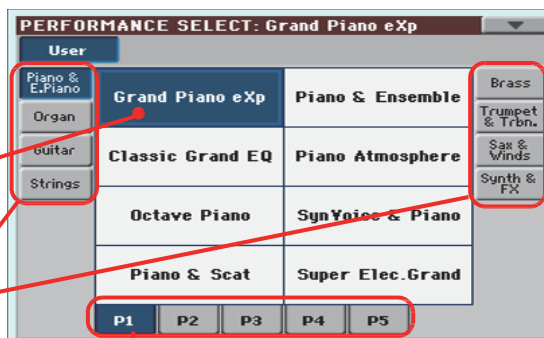 PERFORMANCE SELECT: Grand Piano eXp
User
Piano &
E.Piano
Organ
Guitar
Strings
Grand Piano eXp
Piano & Ensemble
Classic Grand EQ
Piano Atmosphere
Octave Piano
SynVoice & Piano
Piano & Scat
Super Elec.Grand
Brass
Trumpet
& Trbn.
Sax &
Winds
Synth &
FX
P1 P2 P3 P4 P5